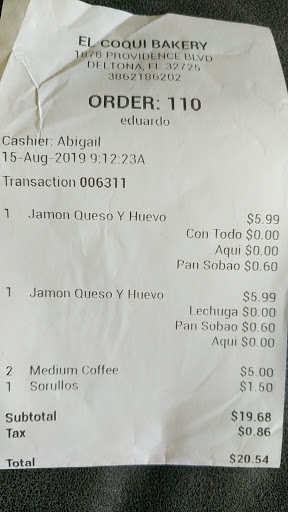 EL COQUI BAKERY
1878 PROVIDENCE BLVD
DELTONA, FL 32725
3862186202
ORDER: 110
eduardo
Cashier: Abigail
15-Aug-2019 9:12:23A
Transaction 006311
1 Jamon Queso Y Huevo $5.99
Con Todo $0.00
Aqui $0.00
Pan Sobao $0.60
1 Jamon Queso Y Huevo $5.99
Lechuga $0.00
Pan Sobao $0.60
Aqui $0.00
2 Medium Coffee $5.00
1 Sorullos $1.50
Subtotal $19.68
Tax $0.86
Total $20.54